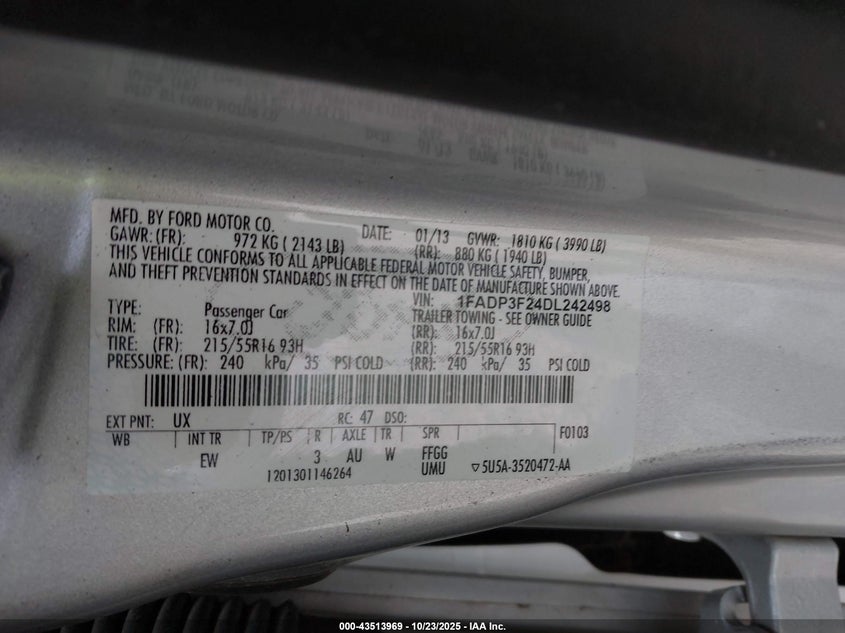 MFD. BY FORD MOTOR CO. DATE: 01/13 GVWR: 1810 KG ( 3990 LB)
GAWR: (FR): 972 KG ( 2143 LB) (RR): 880 KG ( 1940 LB)
THIS VEHICLE CONFORMS TO ALL APPLICABLE FEDERAL MOTOR VEHICLE SAFETY, BUMPER,
AND THEFT PREVENTION STANDARDS IN EFFECT ON THE DATE OF MANUFACTURE SHOWN ABOVE.
VIN: 1FADP3F24DL242498
TYPE: Passenger Car TRAILER TOWING - SEE OWNER GUIDE
RIM: (FR): 16x7.0J (RR): 16x7.0J
TIRE: (FR): 215/55R16 93H (RR): 215/55R16 93H
PRESSURE: (FR): 240 kPa/ 35 PSI COLD (RR): 240 kPa/ 35 PSI COLD
EXT PNT: UX RC: 47 DSO: F0103
WB INT TR TP/PS R AXLE TR SPR
EW 3 AU W FFGG
UMU ▽5U5A-3520472-AA
1201301146264
000-43513969 - 10/23/2025 - IAA Inc.